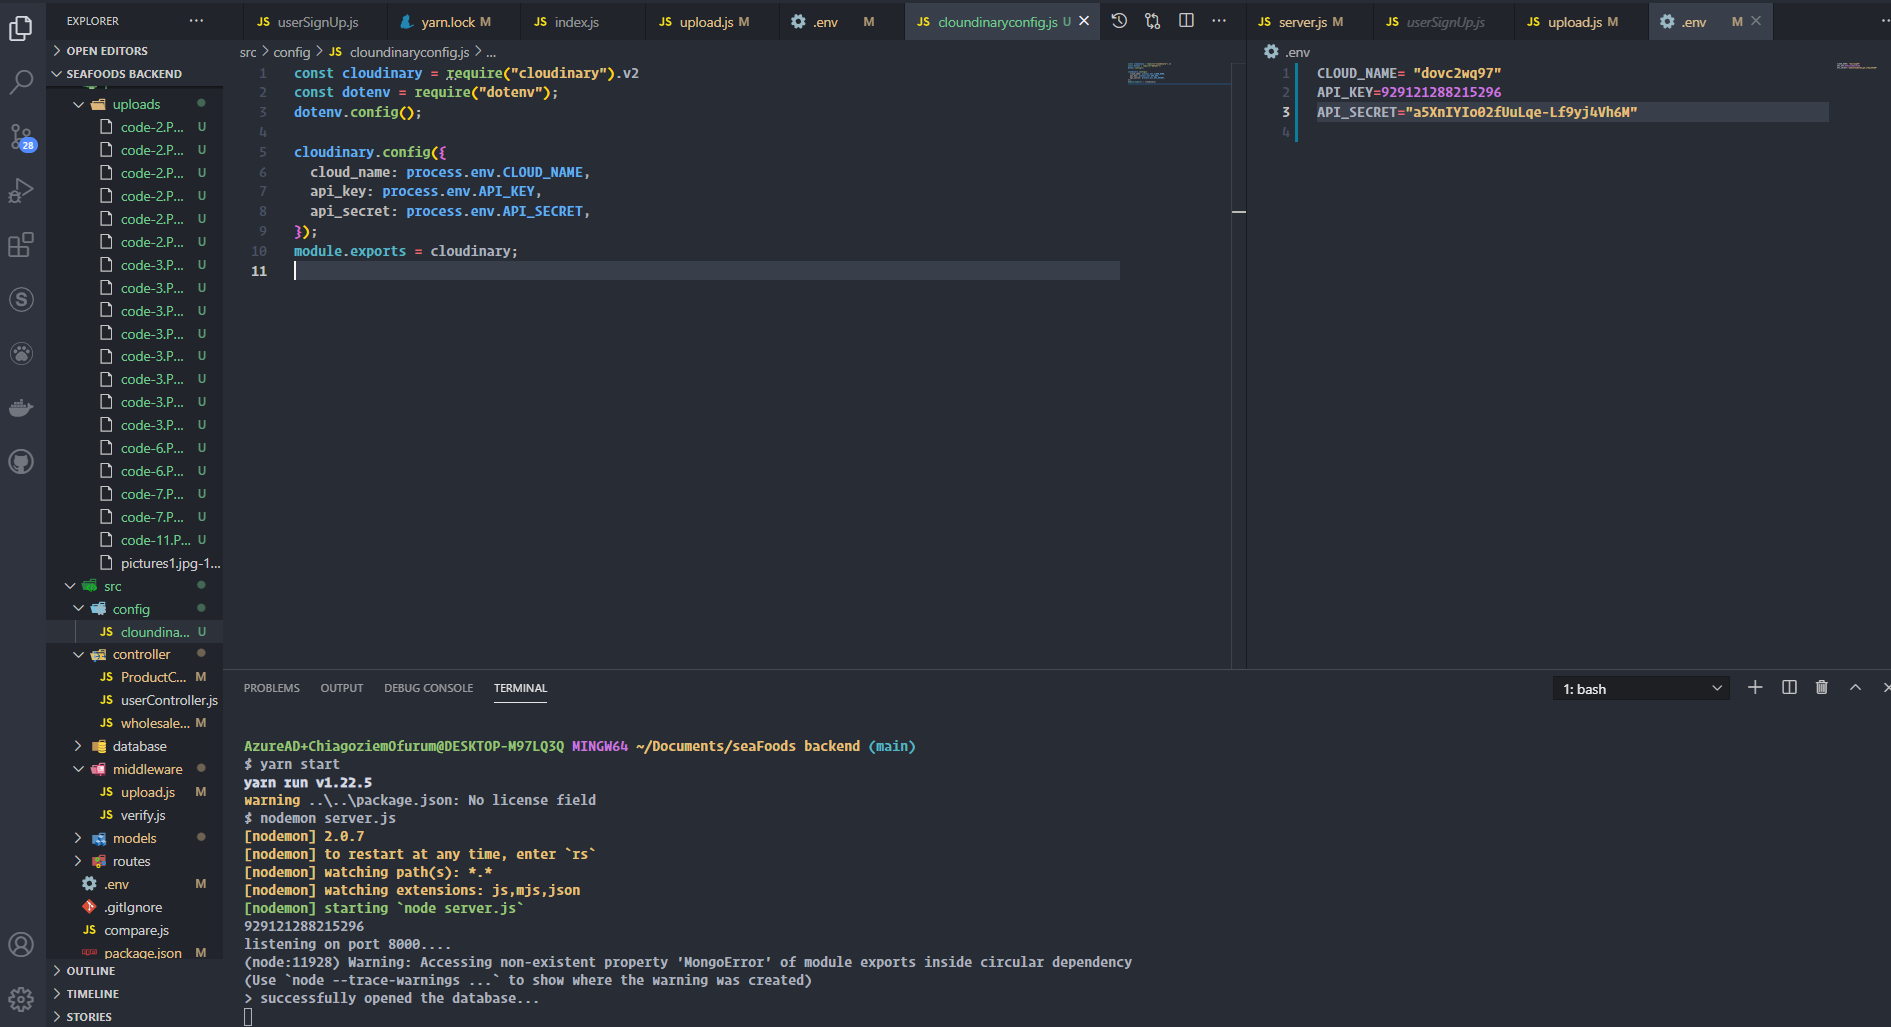 EXPLORER ...
OPEN EDITORS
SEAFOODS BACKEND
uploads
code-2.P... U
code-2.P... U
code-2.P... U
code-2.P... U
code-2.P... U
code-2.P... U
code-3.P... U
code-3.P... U
code-3.P... U
code-3.P... U
code-3.P... U
code-3.P... U
code-3.P... U
code-3.P... U
code-6.P... U
code-6.P... U
code-7.P... U
code-7.P... U
code-11.P... U
pictures1.jpg-1...
src
config
JS cloundina... U
controller
JS ProductC... M
JS userController.js
JS wholesale... M
database
middleware
JS upload.js M
JS verify.js
models
routes
.env M
.gitIgnore
JS compare.js
package.json M
OUTLINE
TIMELINE
STORIES
28
JS userSignUp.js yarn.lock M JS index.js JS upload.js M .env M JS cloundinaryconfig.js U
src > config > JS cloundinaryconfig.js > ...
1 const cloudinary = require("cloudinary").v2
2 const dotenv = require("dotenv");
3 dotenv.config();
4
5 cloudinary.config({
6 cloud_name: process.env.CLOUD_NAME,
7 api_key: process.env.API_KEY,
8 api_secret: process.env.API_SECRET,
9 });
10 module.exports = cloudinary;
11
JS server.js M JS userSignUp.js JS upload.js M .env M
.env
1 CLOUD_NAME= "dovc2wq97"
2 API_KEY=929121288215296
3 API_SECRET="a5XnIYIo02fUuLqe-Lf9yj4Vh6M"
4
PROBLEMS OUTPUT DEBUG CONSOLE TERMINAL 1: bash
AzureAD+ChiagoziemOfurum@DESKTOP-M97LQ3Q MINGW64 ~/Documents/seaFoods backend (main)
$ yarn start
yarn run v1.22.5
warning ..\..\package.json: No license field
$ nodemon server.js
[nodemon] 2.0.7
[nodemon] to restart at any time, enter `rs`
[nodemon] watching path(s): *.*
[nodemon] watching extensions: js,mjs,json
[nodemon] starting `node server.js`
929121288215296
listening on port 8000....
(node:11928) Warning: Accessing non-existent property 'MongoError' of module exports inside circular dependency
(Use `node --trace-warnings ...` to show where the warning was created)
> successfully opened the database...